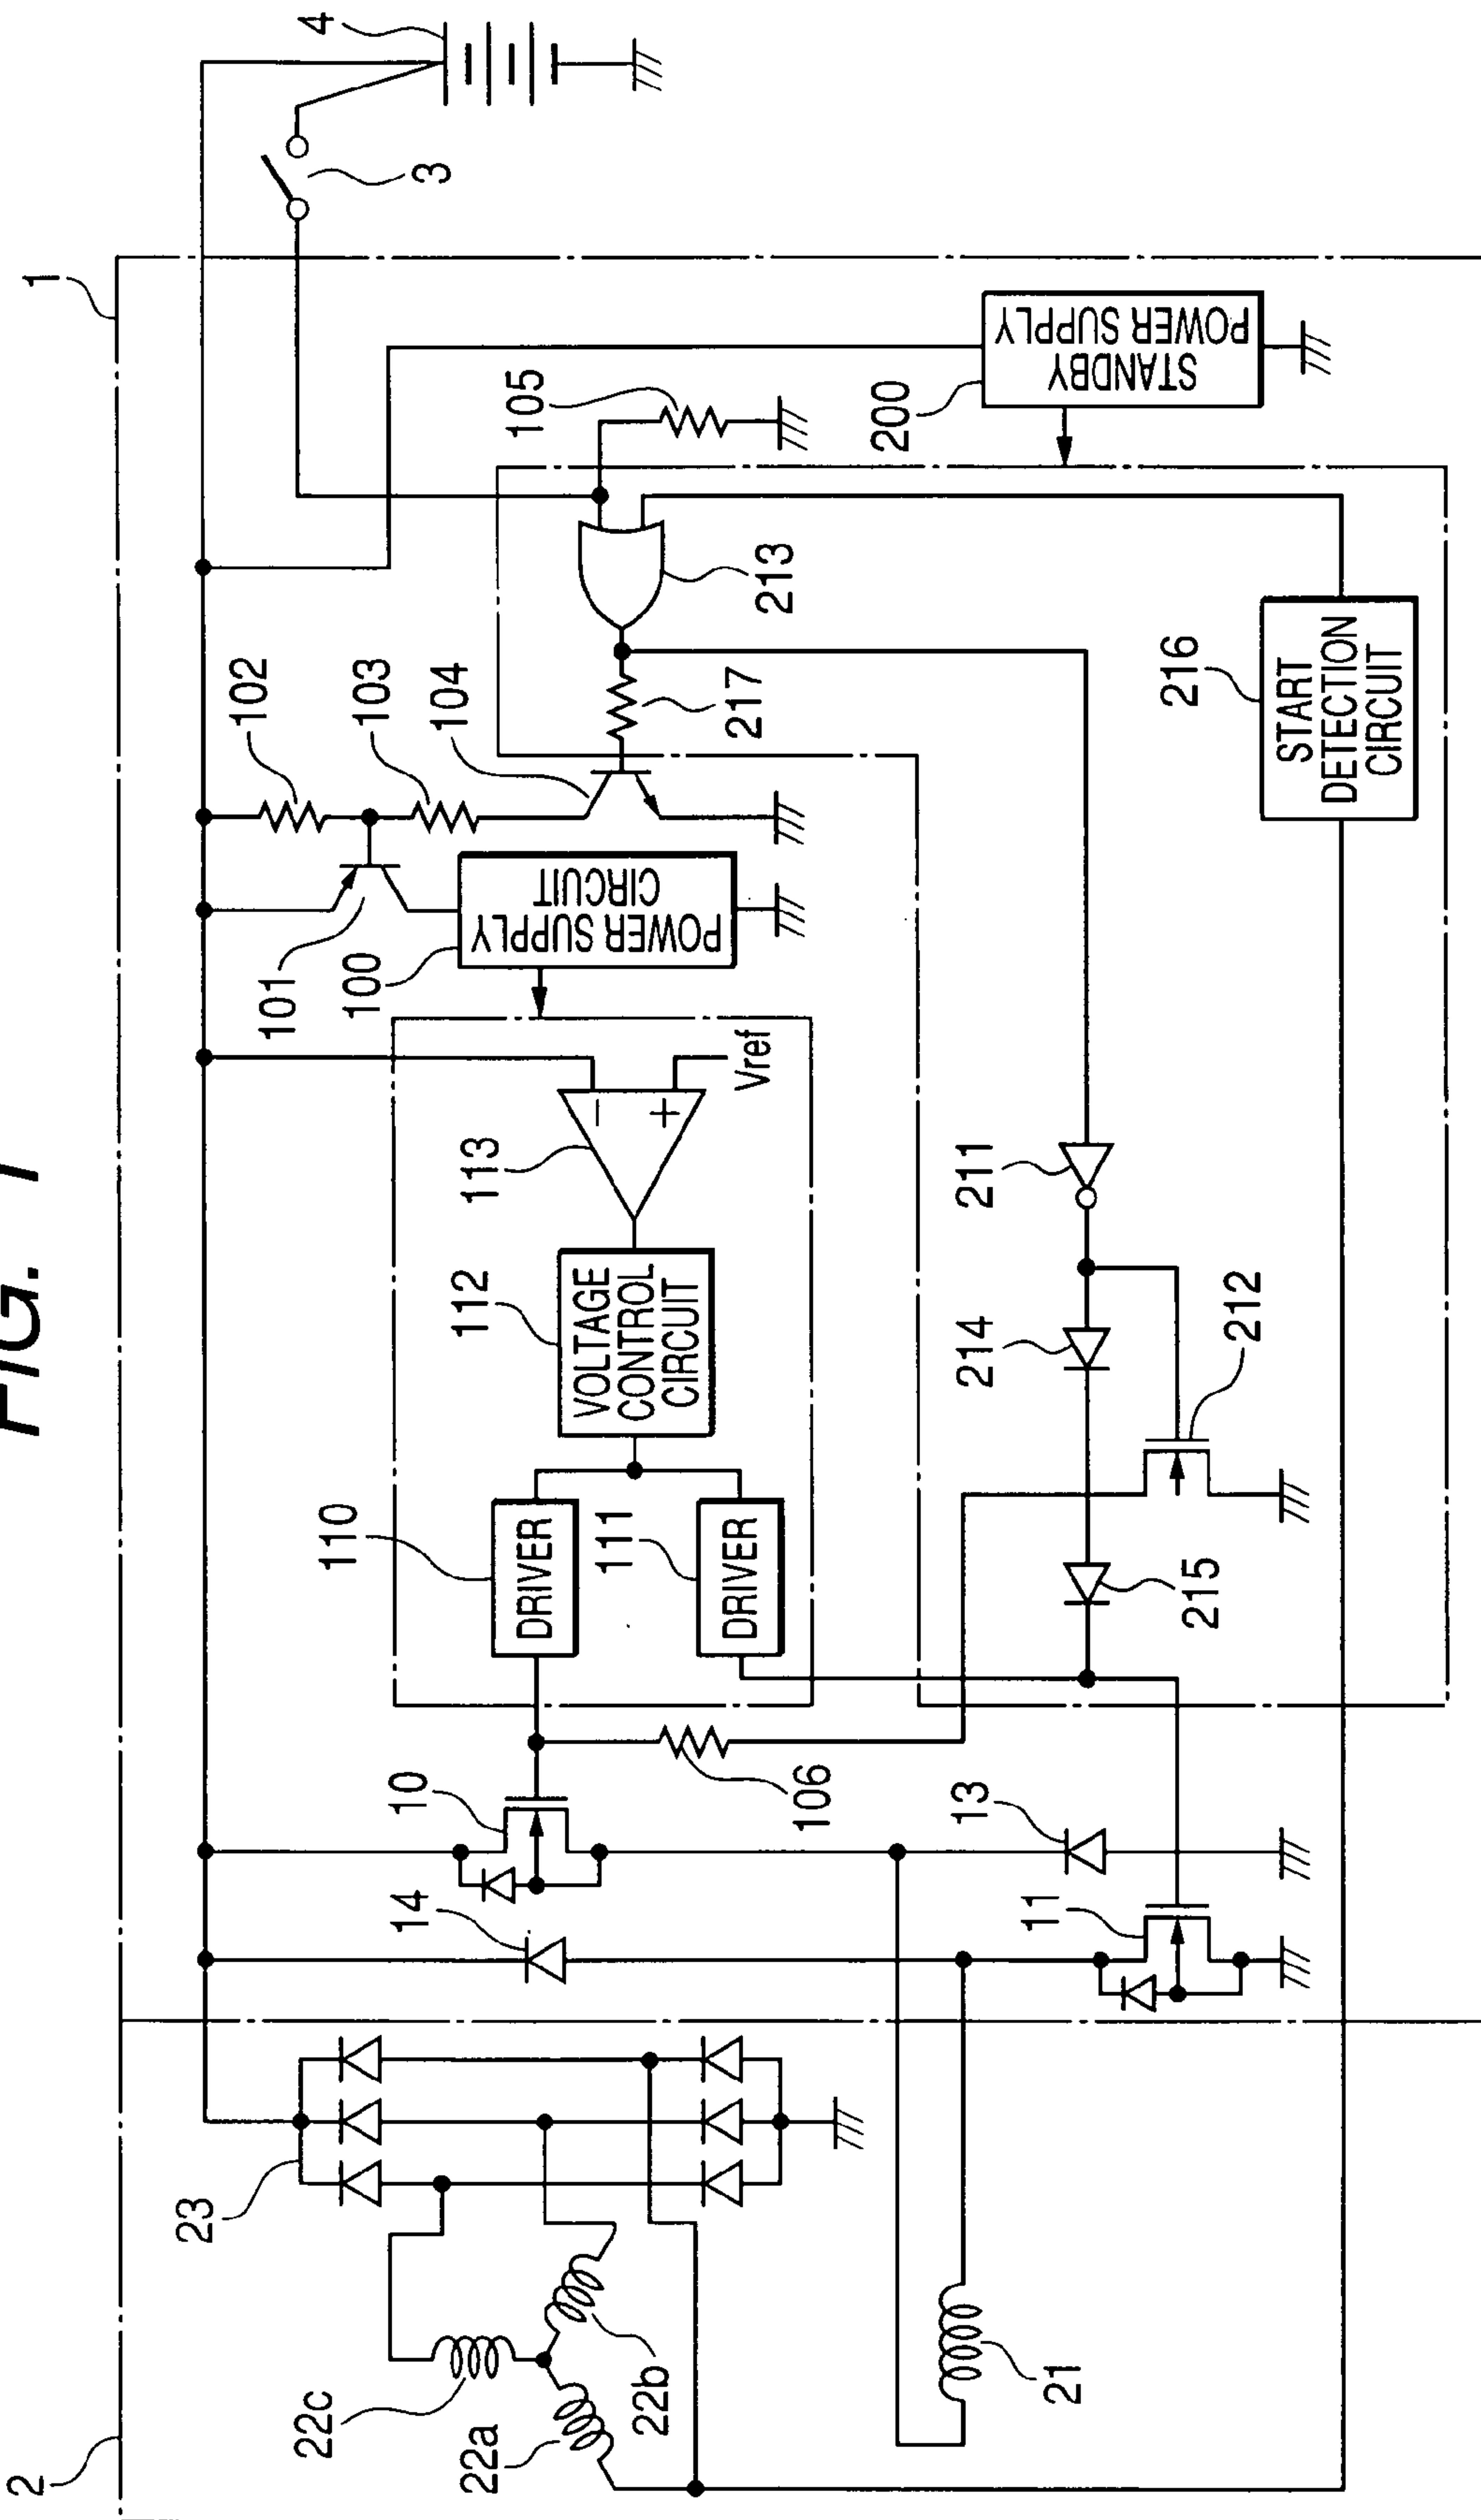 FIG. 1
1
2
3
4
23
22c
22a
22b
21
14
10
13
11
106
110
DRIVER
111
DRIVER
112
VOLTAGE
CONTROL
CIRCUIT
113
−
+
Vref
101
100
POWER SUPPLY
CIRCUIT
102
103
104
217
213
105
200
STANDBY
POWER SUPPLY
211
214
212
215
216
START
DETECTION
CIRCUIT